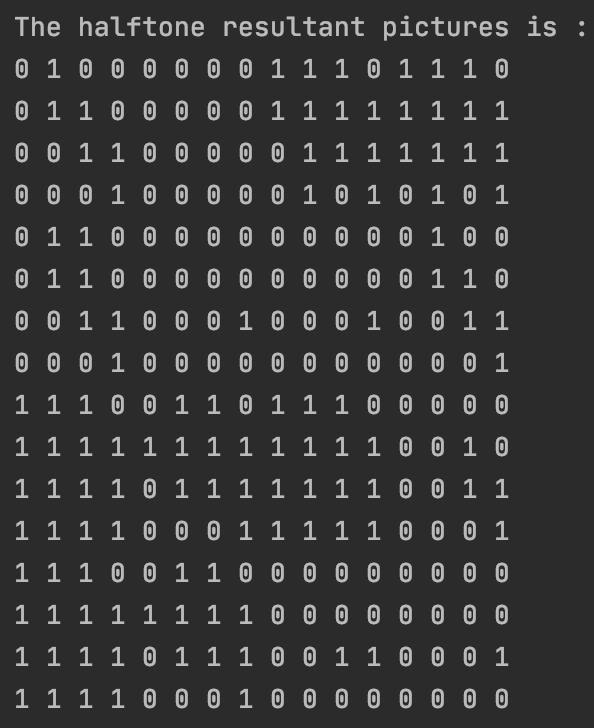 The halftone resultant pictures is :
0 1 0 0 0 0 0 0 1 1 1 0 1 1 1 0
0 1 1 0 0 0 0 0 1 1 1 1 1 1 1 1
0 0 1 1 0 0 0 0 0 1 1 1 1 1 1 1
0 0 0 1 0 0 0 0 0 1 0 1 0 1 0 1
0 1 1 0 0 0 0 0 0 0 0 0 0 1 0 0
0 1 1 0 0 0 0 0 0 0 0 0 0 1 1 0
0 0 1 1 0 0 0 1 0 0 0 1 0 0 1 1
0 0 0 1 0 0 0 0 0 0 0 0 0 0 0 1
1 1 1 0 0 1 1 0 1 1 1 0 0 0 0 0
1 1 1 1 1 1 1 1 1 1 1 1 0 0 1 0
1 1 1 1 0 1 1 1 1 1 1 1 0 0 1 1
1 1 1 1 0 0 0 1 1 1 1 1 0 0 0 1
1 1 1 0 0 1 1 0 0 0 0 0 0 0 0 0
1 1 1 1 1 1 1 1 0 0 0 0 0 0 0 0
1 1 1 1 0 1 1 1 0 0 1 1 0 0 0 1
1 1 1 1 0 0 0 1 0 0 0 0 0 0 0 0